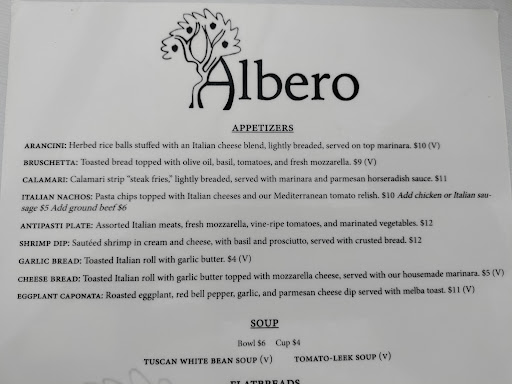 Albero
APPETIZERS
ARANCINI: Herbed rice balls stuffed with an Italian cheese blend, lightly breaded, served on top marinara. $10 (V)
BRUSCHETTA: Toasted bread topped with olive oil, basil, tomatoes, and fresh mozzarella. $9 (V)
CALAMARI: Calamari strip “steak fries,” lightly breaded, served with marinara and parmesan horseradish sauce. $11
ITALIAN NACHOS: Pasta chips topped with Italian cheeses and our Mediterranean tomato relish. $10 Add chicken or Italian sau-
sage $5 Add ground beef $6
ANTIPASTI PLATE: Assorted Italian meats, fresh mozzarella, vine-ripe tomatoes, and marinated vegetables. $12
SHRIMP DIP: Sautéed shrimp in cream and cheese, with basil and prosciutto, served with crusted bread. $12
GARLIC BREAD: Toasted Italian roll with garlic butter. $4 (V)
CHEESE BREAD: Toasted Italian roll with garlic butter topped with mozzarella cheese, served with our housemade marinara. $5 (V)
EGGPLANT CAPONATA: Roasted eggplant, red bell pepper, garlic, and parmesan cheese dip served with melba toast. $11 (V)
SOUP
Bowl $6 Cup $4
TUSCAN WHITE BEAN SOUP (V) TOMATO-LEEK SOUP (V)
FLATBREADS